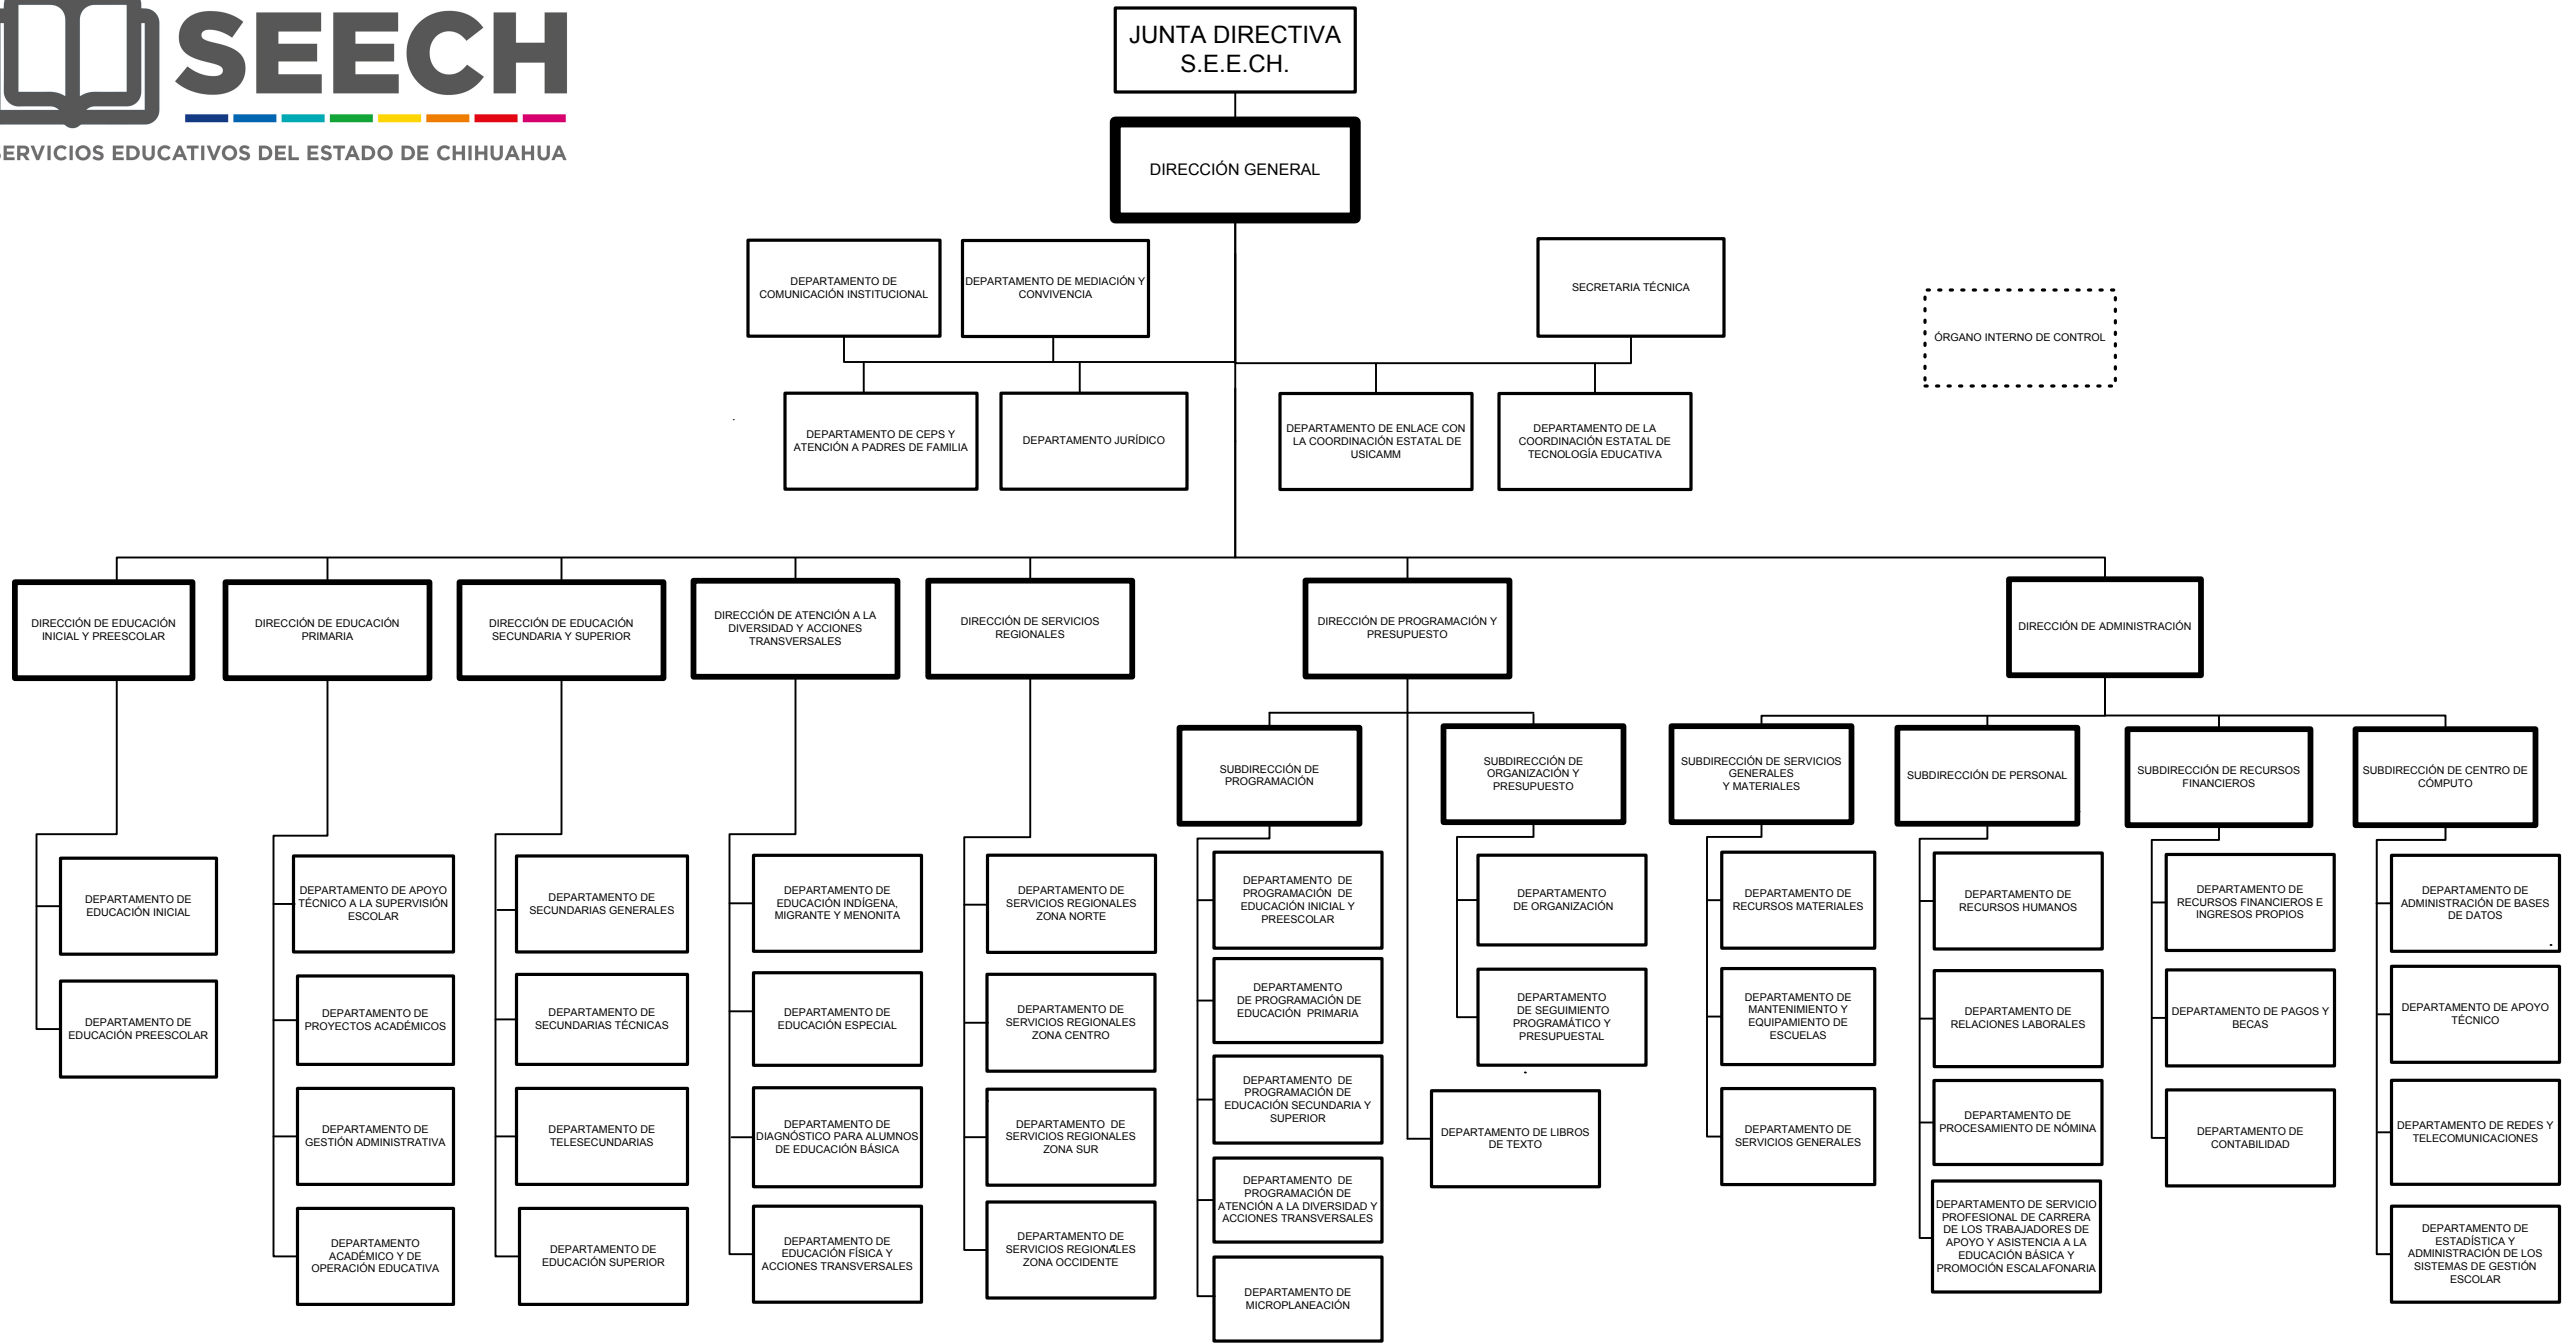 SEECH
SERVICIOS EDUCATIVOS DEL ESTADO DE CHIHUAHUA
JUNTA DIRECTIVA
S.E.E.CH.
DIRECCIÓN GENERAL
DEPARTAMENTO DE
COMUNICACIÓN INSTITUCIONAL
DEPARTAMENTO DE MEDIACIÓN Y
CONVIVENCIA
SECRETARIA TÉCNICA
ÓRGANO INTERNO DE CONTROL
DEPARTAMENTO DE CEPS Y
ATENCIÓN A PADRES DE FAMILIA
DEPARTAMENTO JURÍDICO
DEPARTAMENTO DE ENLACE CON
LA COORDINACIÓN ESTATAL DE
USICAMM
DEPARTAMENTO DE LA
COORDINACIÓN ESTATAL DE
TECNOLOGÍA EDUCATIVA
DIRECCIÓN DE EDUCACIÓN
INICIAL Y PREESCOLAR
DIRECCIÓN DE EDUCACIÓN
PRIMARIA
DIRECCIÓN DE EDUCACIÓN
SECUNDARIA Y SUPERIOR
DIRECCIÓN DE ATENCIÓN A LA
DIVERSIDAD Y ACCIONES
TRANSVERSALES
DIRECCIÓN DE SERVICIOS
REGIONALES
DIRECCIÓN DE PROGRAMACIÓN Y
PRESUPUESTO
DIRECCIÓN DE ADMINISTRACIÓN
SUBDIRECCIÓN DE
PROGRAMACIÓN
SUBDIRECCIÓN DE
ORGANIZACIÓN Y
PRESUPUESTO
SUBDIRECCIÓN DE SERVICIOS
GENERALES
Y MATERIALES
SUBDIRECCIÓN DE PERSONAL
SUBDIRECCIÓN DE RECURSOS
FINANCIEROS
SUBDIRECCIÓN DE CENTRO DE
CÓMPUTO
DEPARTAMENTO DE
EDUCACIÓN INICIAL
DEPARTAMENTO DE
EDUCACIÓN PREESCOLAR
DEPARTAMENTO DE APOYO
TÉCNICO A LA SUPERVISIÓN
ESCOLAR
DEPARTAMENTO DE
PROYECTOS ACADÉMICOS
DEPARTAMENTO DE
GESTIÓN ADMINISTRATIVA
DEPARTAMENTO
ACADÉMICO Y DE
OPERACIÓN EDUCATIVA
DEPARTAMENTO DE
SECUNDARIAS GENERALES
DEPARTAMENTO DE
SECUNDARIAS TÉCNICAS
DEPARTAMENTO DE
TELESECUNDARIAS
DEPARTAMENTO DE
EDUCACIÓN SUPERIOR
DEPARTAMENTO DE
EDUCACIÓN INDÍGENA,
MIGRANTE Y MENONITA
DEPARTAMENTO DE
EDUCACIÓN ESPECIAL
DEPARTAMENTO DE
DIAGNÓSTICO PARA ALUMNOS
DE EDUCACIÓN BÁSICA
DEPARTAMENTO DE
EDUCACIÓN FÍSICA Y
ACCIONES TRANSVERSALES
DEPARTAMENTO DE
SERVICIOS REGIONALES
ZONA NORTE
DEPARTAMENTO DE
SERVICIOS REGIONALES
ZONA CENTRO
DEPARTAMENTO DE
SERVICIOS REGIONALES
ZONA SUR
DEPARTAMENTO DE
SERVICIOS REGIONALES
ZONA OCCIDENTE
DEPARTAMENTO DE
PROGRAMACIÓN DE
EDUCACIÓN INICIAL Y
PREESCOLAR
DEPARTAMENTO
DE PROGRAMACIÓN DE
EDUCACIÓN PRIMARIA
DEPARTAMENTO DE
PROGRAMACIÓN DE
EDUCACIÓN SECUNDARIA Y
SUPERIOR
DEPARTAMENTO DE
PROGRAMACIÓN DE
ATENCIÓN A LA DIVERSIDAD Y
ACCIONES TRANSVERSALES
DEPARTAMENTO DE
MICROPLANEACIÓN
DEPARTAMENTO
DE ORGANIZACIÓN
DEPARTAMENTO
DE SEGUIMIENTO
PROGRAMÁTICO Y
PRESUPUESTAL
DEPARTAMENTO DE LIBROS
DE TEXTO
DEPARTAMENTO DE
RECURSOS MATERIALES
DEPARTAMENTO DE
MANTENIMIENTO Y
EQUIPAMIENTO DE
ESCUELAS
DEPARTAMENTO DE
SERVICIOS GENERALES
DEPARTAMENTO DE
RECURSOS HUMANOS
DEPARTAMENTO DE
RELACIONES LABORALES
DEPARTAMENTO DE
PROCESAMIENTO DE NÓMINA
DEPARTAMENTO DE SERVICIO
PROFESIONAL DE CARRERA
DE LOS TRABAJADORES DE
APOYO Y ASISTENCIA A LA
EDUCACIÓN BÁSICA Y
PROMOCIÓN ESCALAFONARIA
DEPARTAMENTO DE
RECURSOS FINANCIEROS E
INGRESOS PROPIOS
DEPARTAMENTO DE PAGOS Y
BECAS
DEPARTAMENTO DE
CONTABILIDAD
DEPARTAMENTO DE
ADMINISTRACIÓN DE BASES
DE DATOS
DEPARTAMENTO DE APOYO
TÉCNICO
DEPARTAMENTO DE REDES Y
TELECOMUNICACIONES
DEPARTAMENTO DE
ESTADÍSTICA Y
ADMINISTRACIÓN DE LOS
SISTEMAS DE GESTIÓN
ESCOLAR